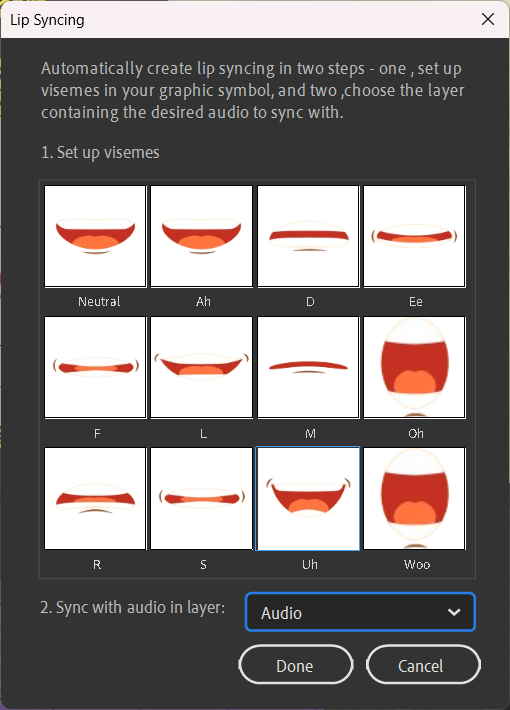 Lip Syncing
Automatically create lip syncing in two steps - one , set up
visemes in your graphic symbol, and two ,choose the layer
containing the desired audio to sync with.
1. Set up visemes
Neutral Ah D Ee
F L M Oh
R S Uh Woo
2. Sync with audio in layer: Audio
Done Cancel